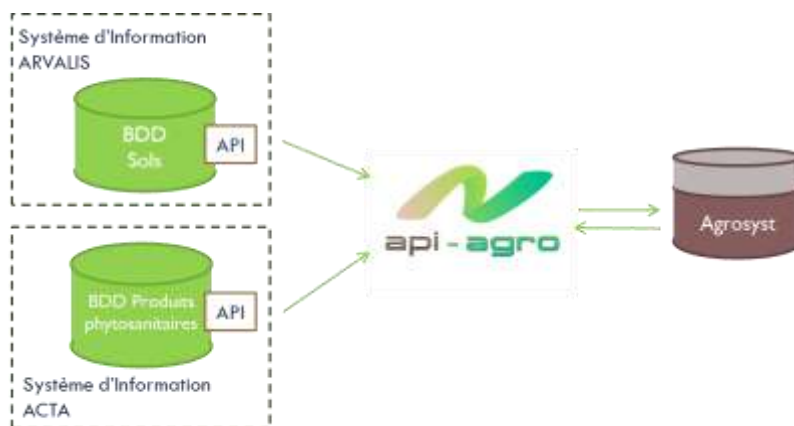 Système d'Information
ARVALIS
BDD
Sols
API
api-agro
Agrosyst
BDD Produits
phytosanitaires
API
Système d'Information
ACTA